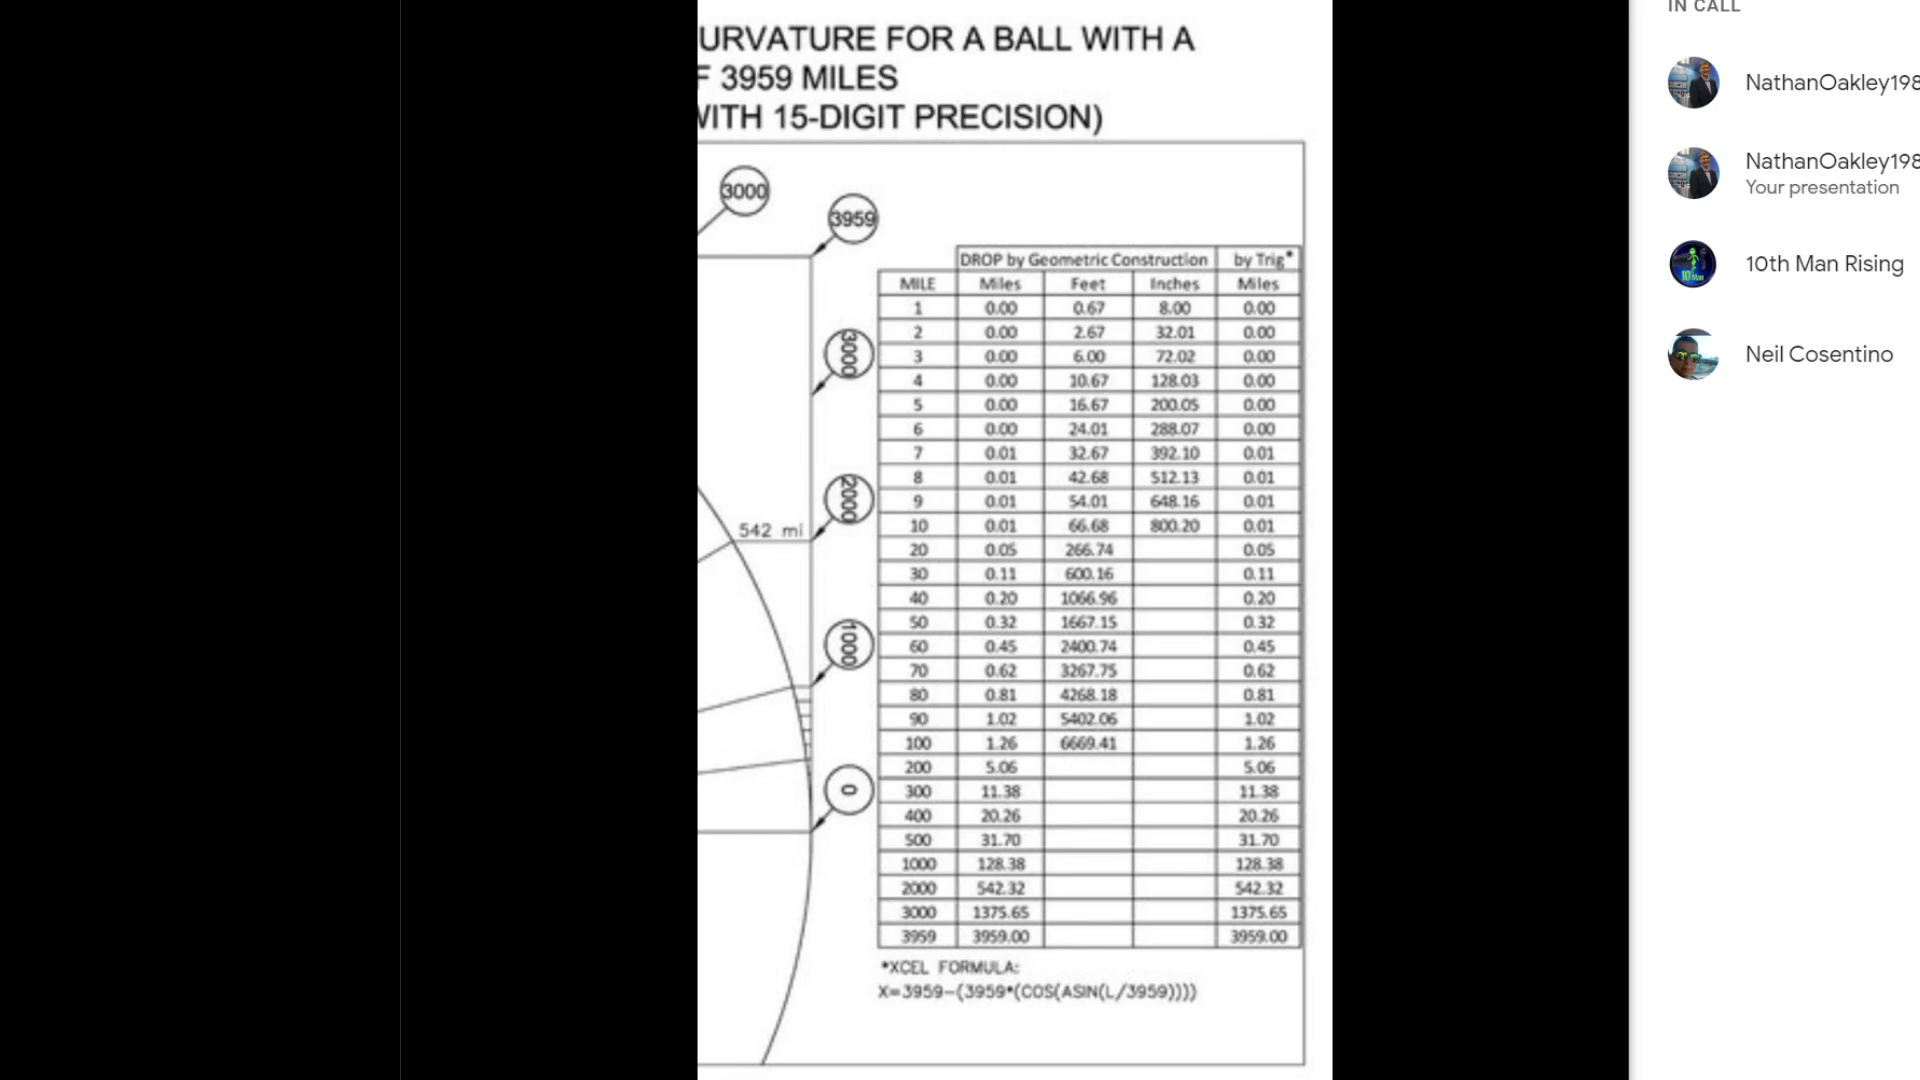 URVATURE FOR A BALL WITH A
F 3959 MILES
WITH 15-DIGIT PRECISION)
3000
3959
3000
2000
542 mi
1000
0
DROP by Geometric Construction by Trig*
MILE Miles Feet Inches Miles
1 0.00 0.67 8.00 0.00
2 0.00 2.67 32.01 0.00
3 0.00 6.00 72.02 0.00
4 0.00 10.67 128.03 0.00
5 0.00 16.67 200.05 0.00
6 0.00 24.01 288.07 0.00
7 0.01 32.67 392.10 0.01
8 0.01 42.68 512.13 0.01
9 0.01 54.01 648.16 0.01
10 0.01 66.68 800.20 0.01
20 0.05 266.74 0.05
30 0.11 600.16 0.11
40 0.20 1066.96 0.20
50 0.32 1667.15 0.32
60 0.45 2400.74 0.45
70 0.62 3267.75 0.62
80 0.81 4268.18 0.81
90 1.02 5402.06 1.02
100 1.26 6669.41 1.26
200 5.06 5.06
300 11.38 11.38
400 20.26 20.26
500 31.70 31.70
1000 128.38 128.38
2000 542.32 542.32
3000 1375.65 1375.65
3959 3959.00 3959.00
*XCEL FORMULA:
X=3959-(3959*(COS(ASIN(L/3959))))
IN CALL
NathanOakley198
NathanOakley198
Your presentation
10th Man Rising
Neil Cosentino